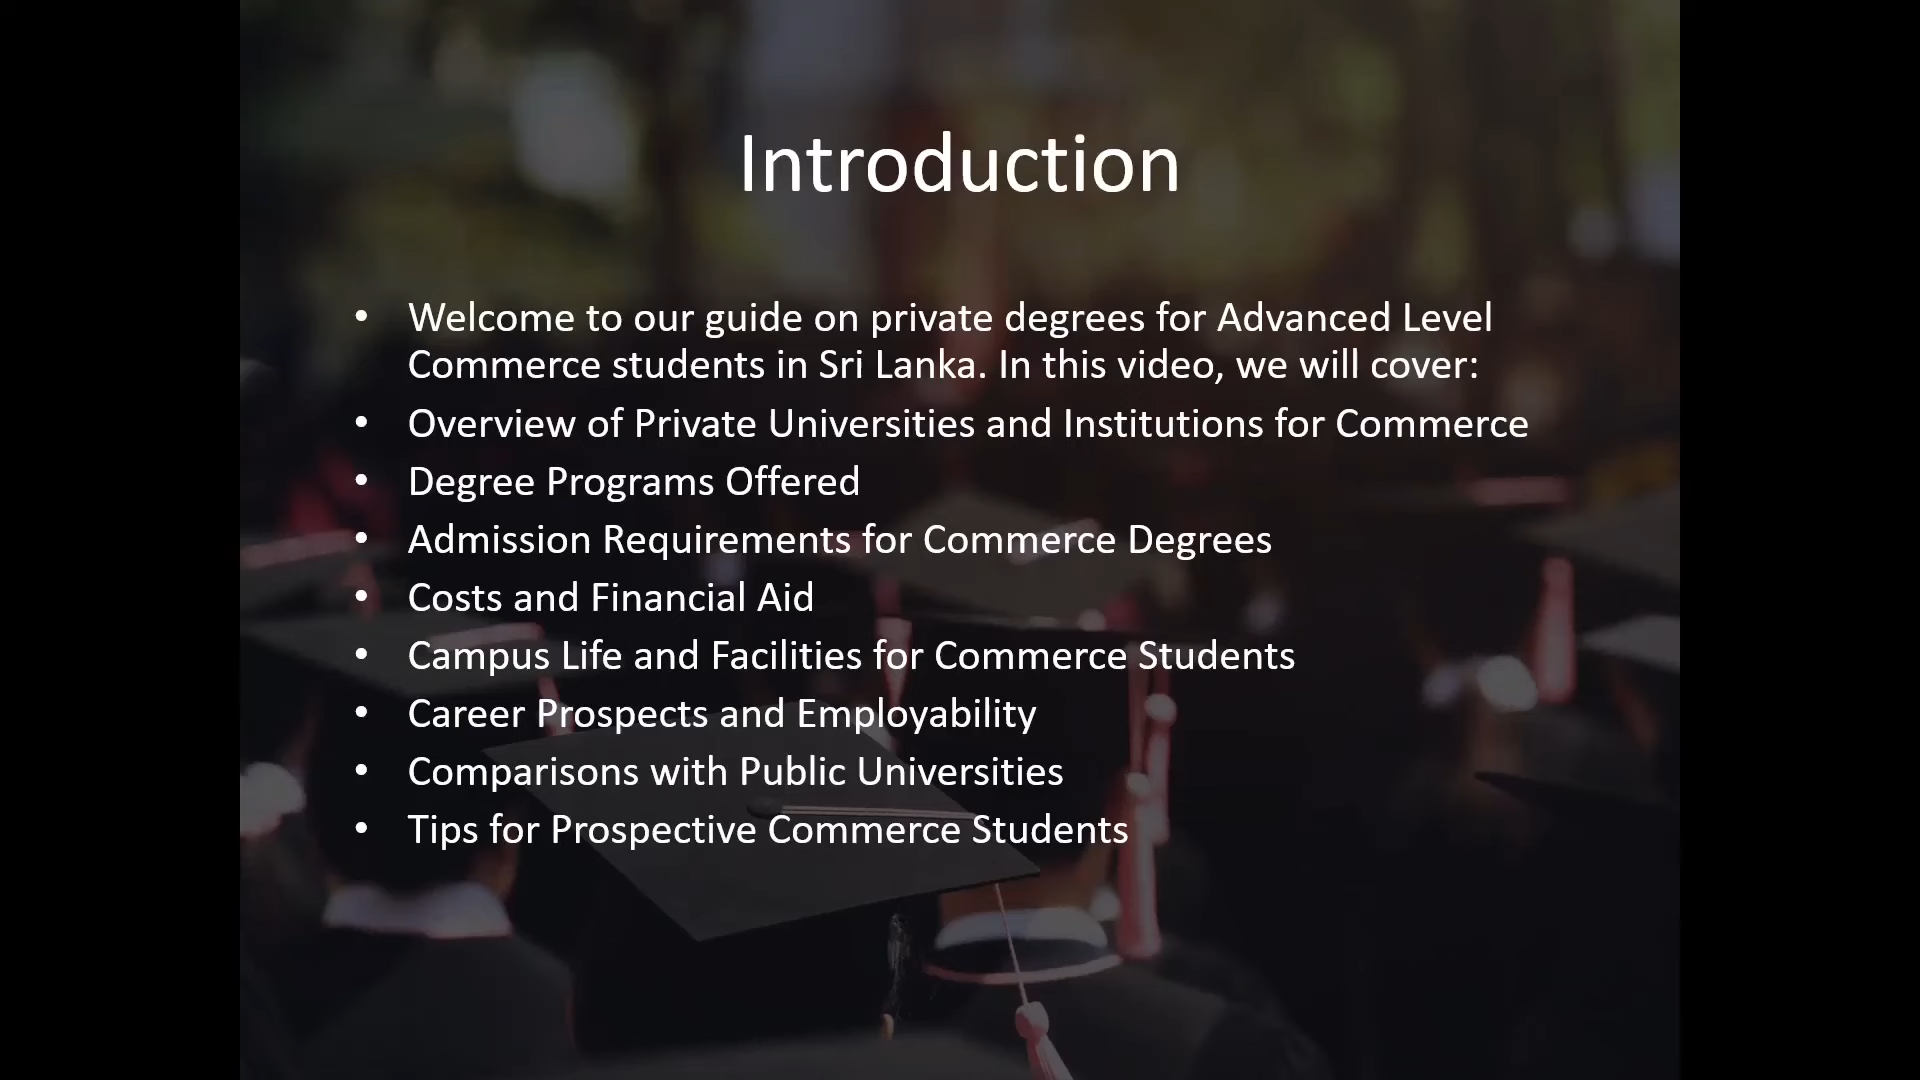 Introduction
• Welcome to our guide on private degrees for Advanced Level
Commerce students in Sri Lanka. In this video, we will cover:
• Overview of Private Universities and Institutions for Commerce
• Degree Programs Offered
• Admission Requirements for Commerce Degrees
• Costs and Financial Aid
• Campus Life and Facilities for Commerce Students
• Career Prospects and Employability
• Comparisons with Public Universities
• Tips for Prospective Commerce Students